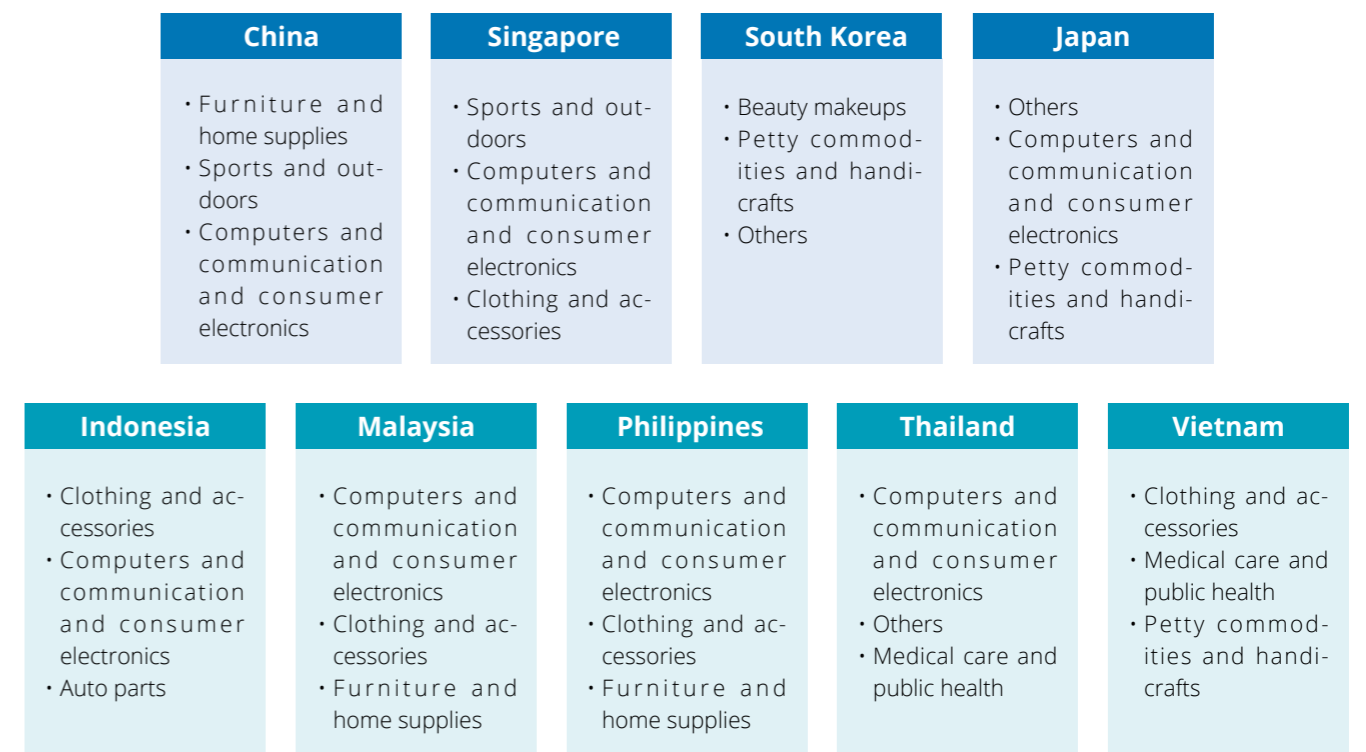 China
• Furniture and
home supplies
• Sports and out-
doors
• Computers and
communication
and consumer
electronics
Singapore
• Sports and out-
doors
• Computers and
communication
and consumer
electronics
• Clothing and ac-
cessories
South Korea
• Beauty makeups
• Petty commod-
ities and handi-
crafts
• Others
Japan
• Others
• Computers and
communication
and consumer
electronics
• Petty commod-
ities and handi-
crafts
Indonesia
• Clothing and ac-
cessories
• Computers and
communication
and consumer
electronics
• Auto parts
Malaysia
• Computers and
communication
and consumer
electronics
• Clothing and ac-
cessories
• Furniture and
home supplies
Philippines
• Computers and
communication
and consumer
electronics
• Clothing and ac-
cessories
• Furniture and
home supplies
Thailand
• Computers and
communication
and consumer
electronics
• Others
• Medical care and
public health
Vietnam
• Clothing and ac-
cessories
• Medical care and
public health
• Petty commod-
ities and handi-
crafts